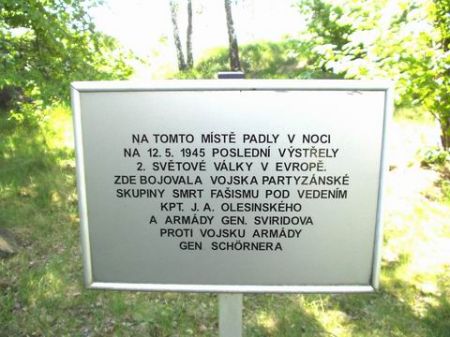 NA TOMTO MÍSTĚ PADLY V NOCI
NA 12. 5. 1945 POSLEDNÍ VÝSTŘELY
2. SVĚTOVÉ VÁLKY V EVROPĚ.
ZDE BOJOVALA VOJSKA PARTYZÁNSKÉ
SKUPINY SMRT FAŠISMU POD VEDENÍM
KPT. J. A. OLESINSKÉHO
A ARMÁDY GEN. SVIRIDOVA
PROTI VOJSKU ARMÁDY
GEN SCHÖRNERA